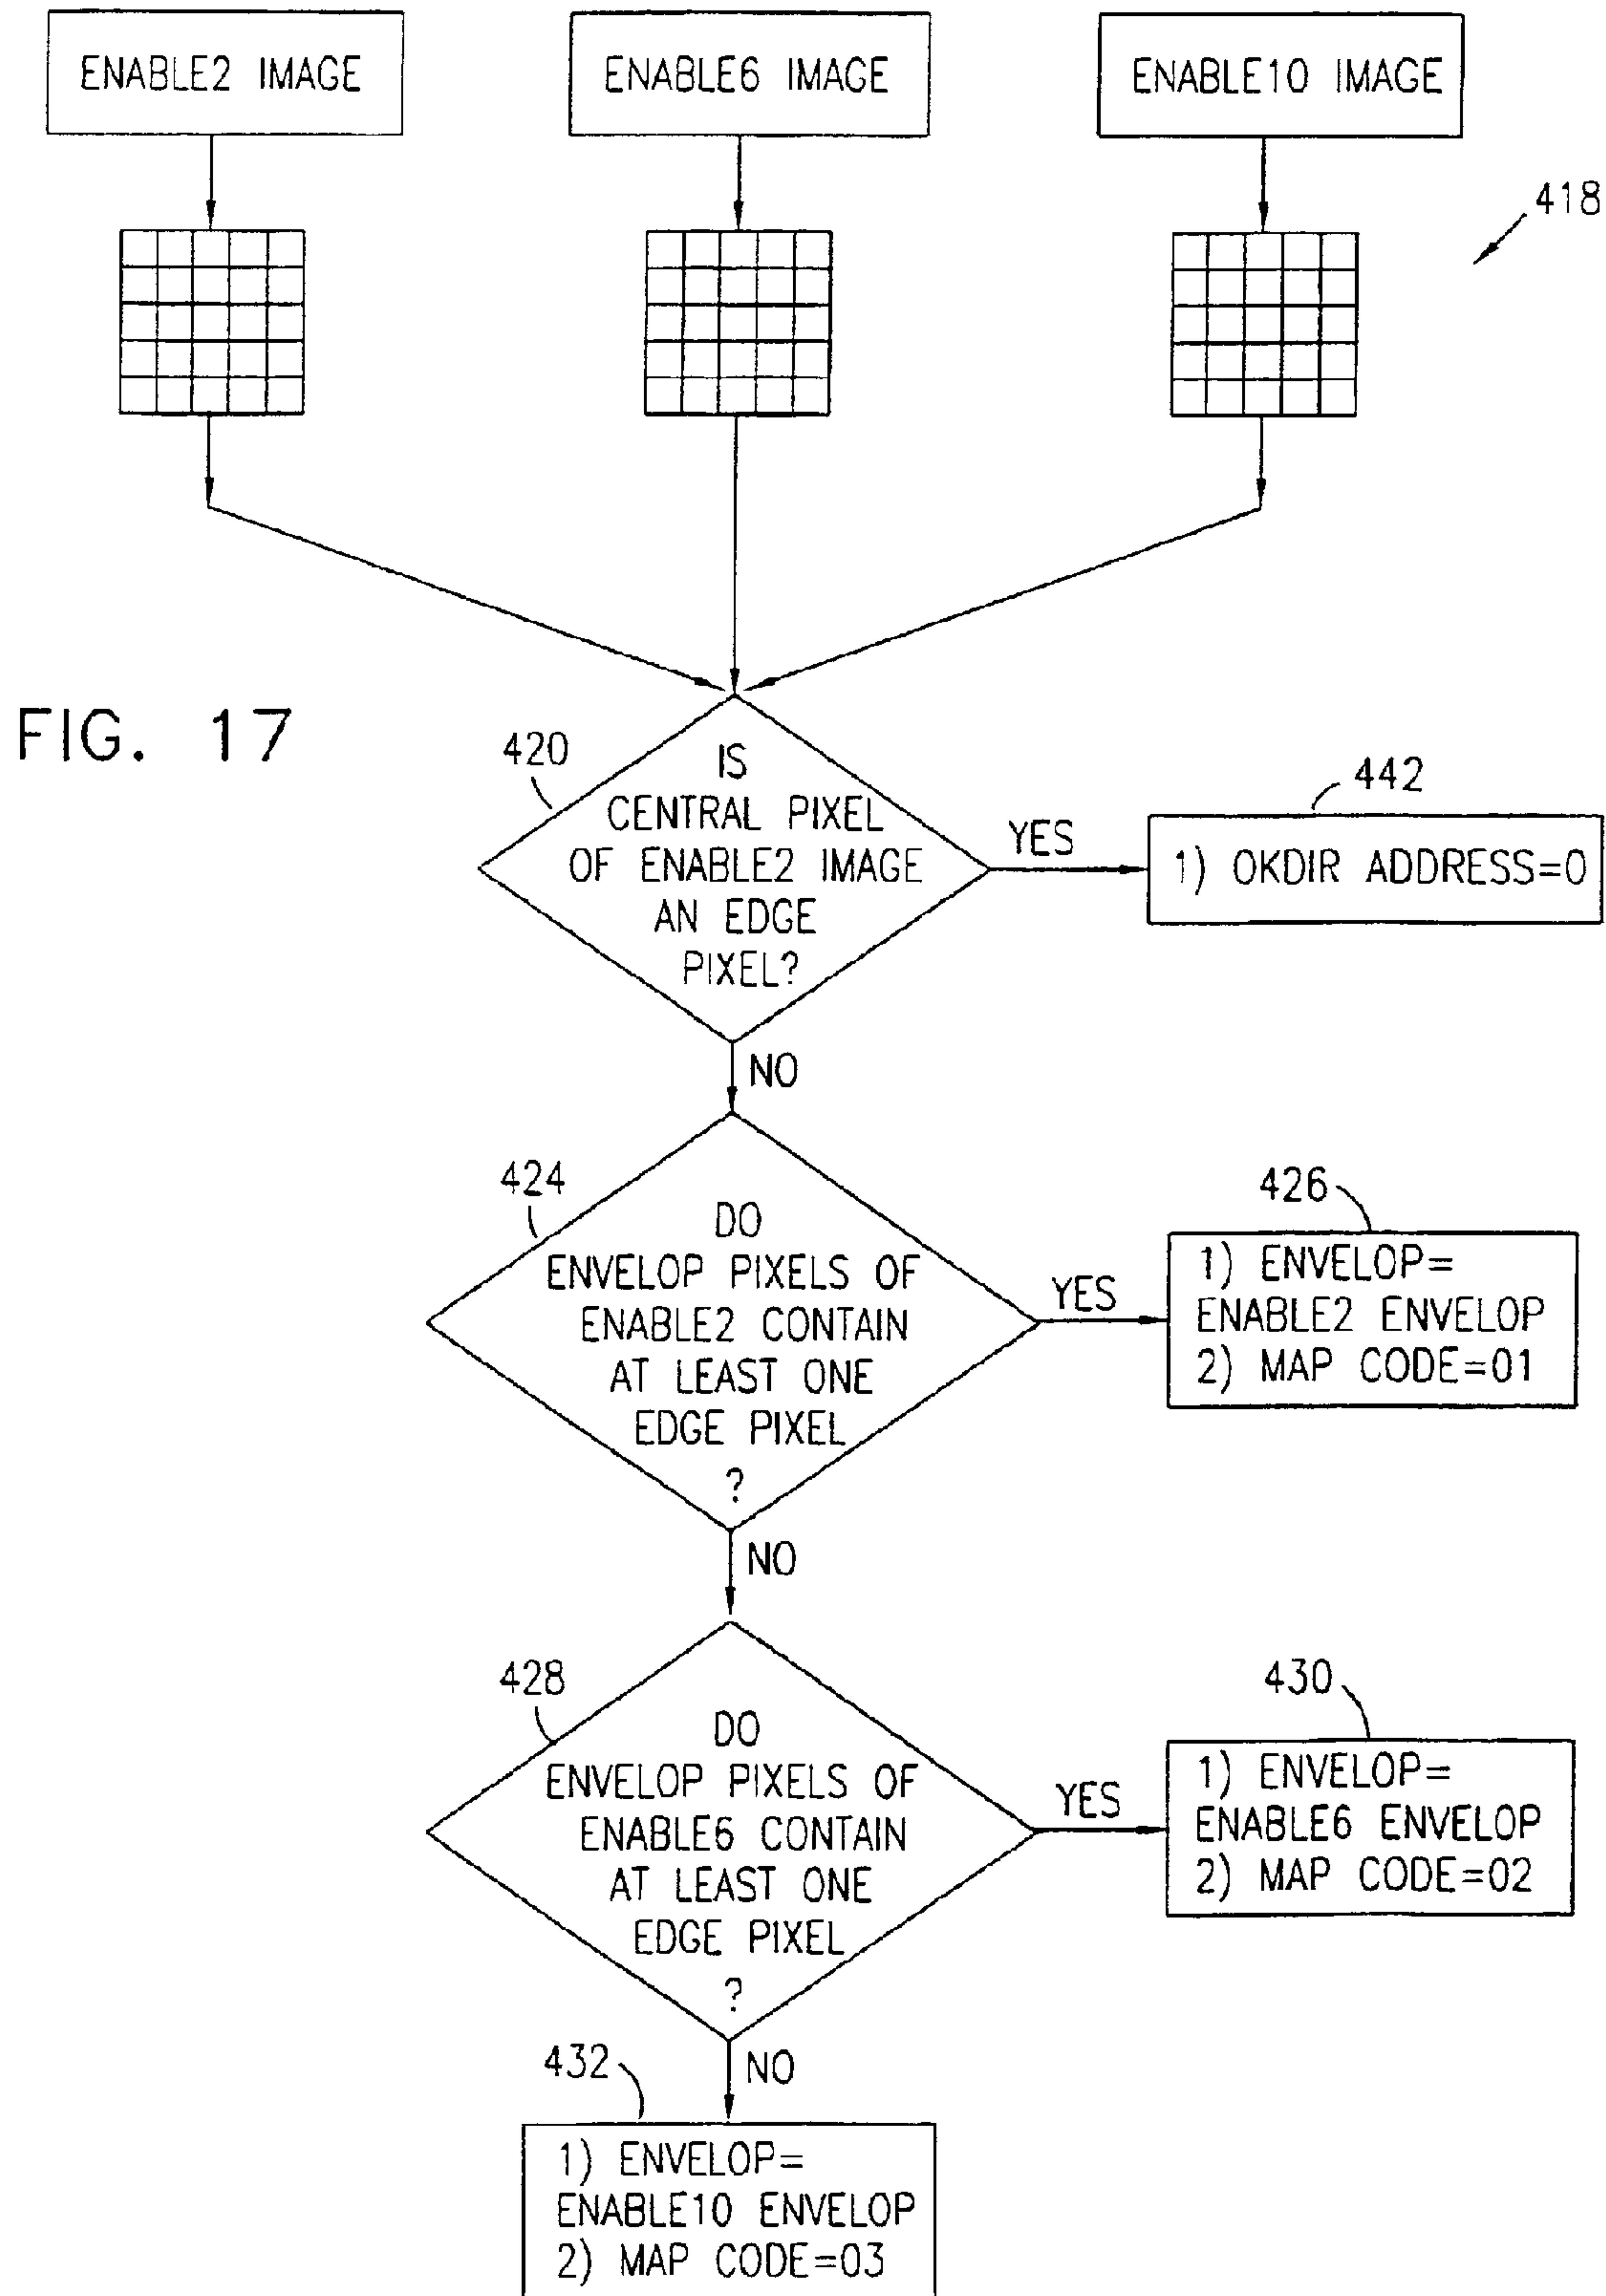 ENABLE2 IMAGE
ENABLE6 IMAGE
ENABLE10 IMAGE
418
FIG. 17
420
IS
CENTRAL PIXEL
OF ENABLE2 IMAGE
AN EDGE
PIXEL?
YES
442
1) OKDIR ADDRESS=0
NO
424
DO
ENVELOP PIXELS OF
ENABLE2 CONTAIN
AT LEAST ONE
EDGE PIXEL
?
YES
426
1) ENVELOP=
ENABLE2 ENVELOP
2) MAP CODE=01
NO
428
DO
ENVELOP PIXELS OF
ENABLE6 CONTAIN
AT LEAST ONE
EDGE PIXEL
?
YES
430
1) ENVELOP=
ENABLE6 ENVELOP
2) MAP CODE=02
NO
432
1) ENVELOP=
ENABLE10 ENVELOP
2) MAP CODE=03